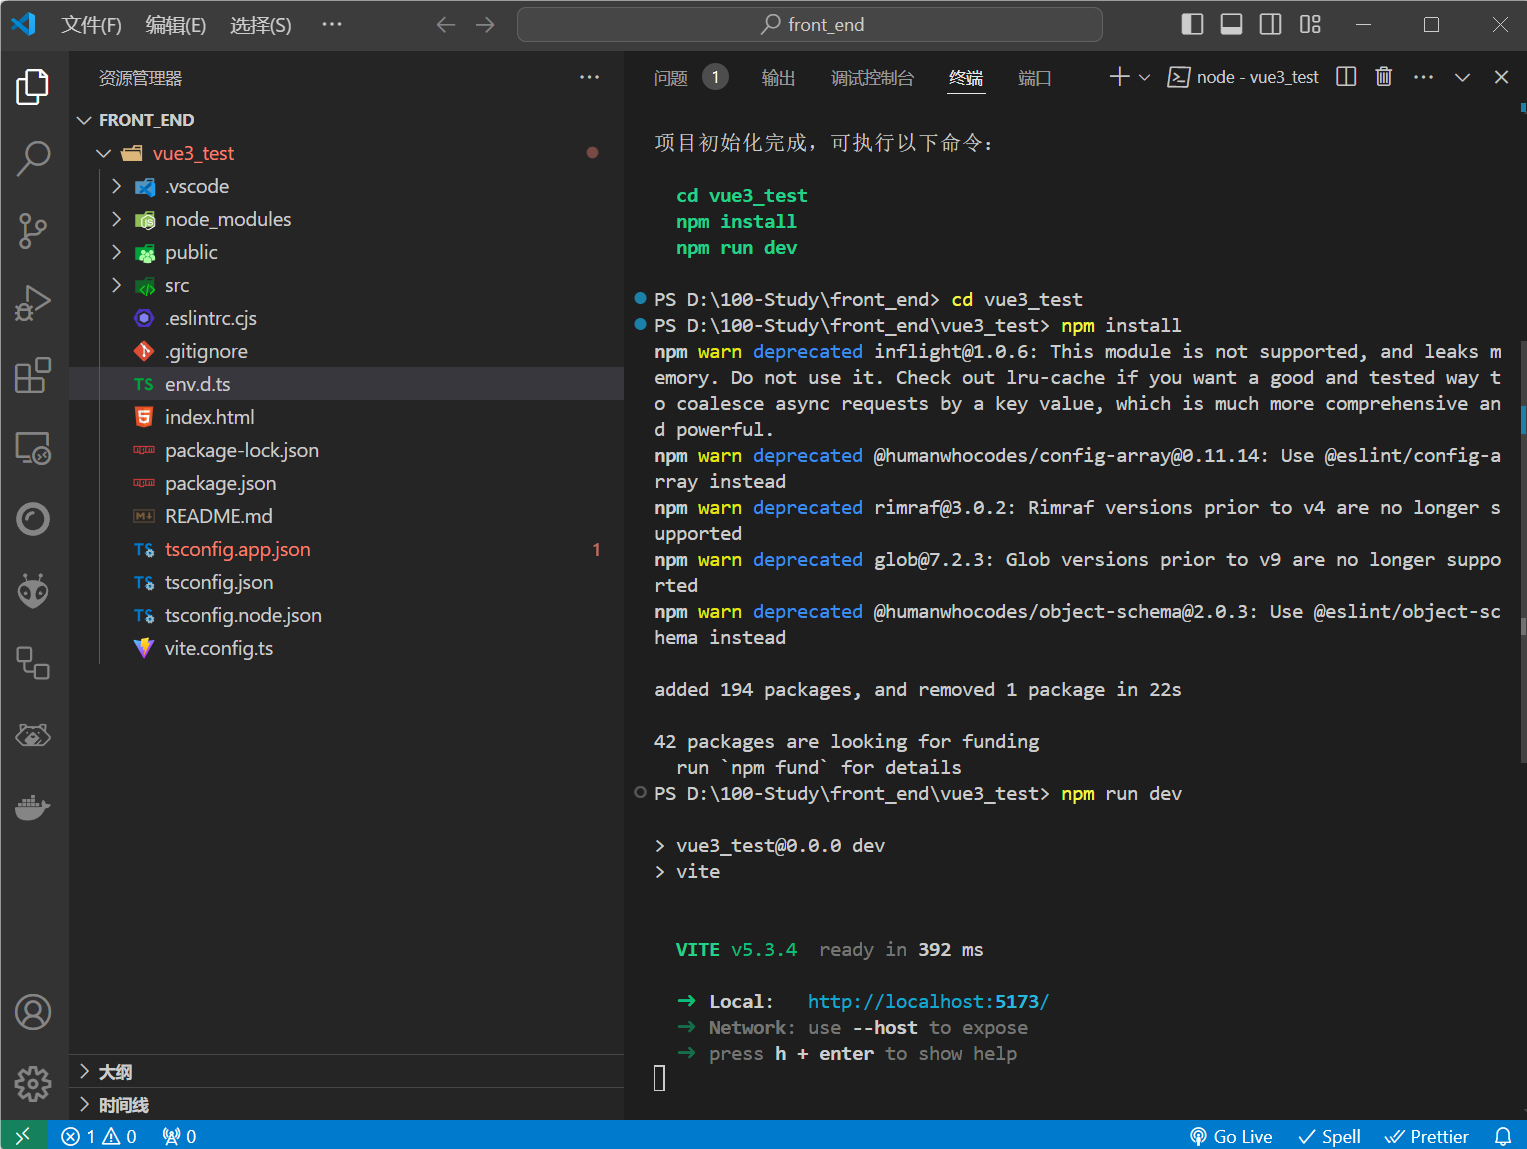 文件(F) 编辑(E) 选择(S) ··· front_end
资源管理器 ···
FRONT_END
vue3_test
.vscode
node_modules
public
src
.eslintrc.cjs
.gitignore
TS env.d.ts
index.html
package-lock.json
package.json
README.md
TS tsconfig.app.json 1
TS tsconfig.json
TS tsconfig.node.json
vite.config.ts
大纲
时间线
问题 1 输出 调试控制台 终端 端口 node - vue3_test ···
项目初始化完成，可执行以下命令：
cd vue3_test
npm install
npm run dev
PS D:\100-Study\front_end> cd vue3_test
PS D:\100-Study\front_end\vue3_test> npm install
npm warn deprecated inflight@1.0.6: This module is not supported, and leaks m
emory. Do not use it. Check out lru-cache if you want a good and tested way t
o coalesce async requests by a key value, which is much more comprehensive an
d powerful.
npm warn deprecated @humanwhocodes/config-array@0.11.14: Use @eslint/config-a
rray instead
npm warn deprecated rimraf@3.0.2: Rimraf versions prior to v4 are no longer s
upported
npm warn deprecated glob@7.2.3: Glob versions prior to v9 are no longer suppo
rted
npm warn deprecated @humanwhocodes/object-schema@2.0.3: Use @eslint/object-sc
hema instead
added 194 packages, and removed 1 package in 22s
42 packages are looking for funding
run `npm fund` for details
PS D:\100-Study\front_end\vue3_test> npm run dev
> vue3_test@0.0.0 dev
> vite
VITE v5.3.4 ready in 392 ms
➜ Local: http://localhost:5173/
➜ Network: use --host to expose
➜ press h + enter to show help
1 0 0 Go Live Spell Prettier